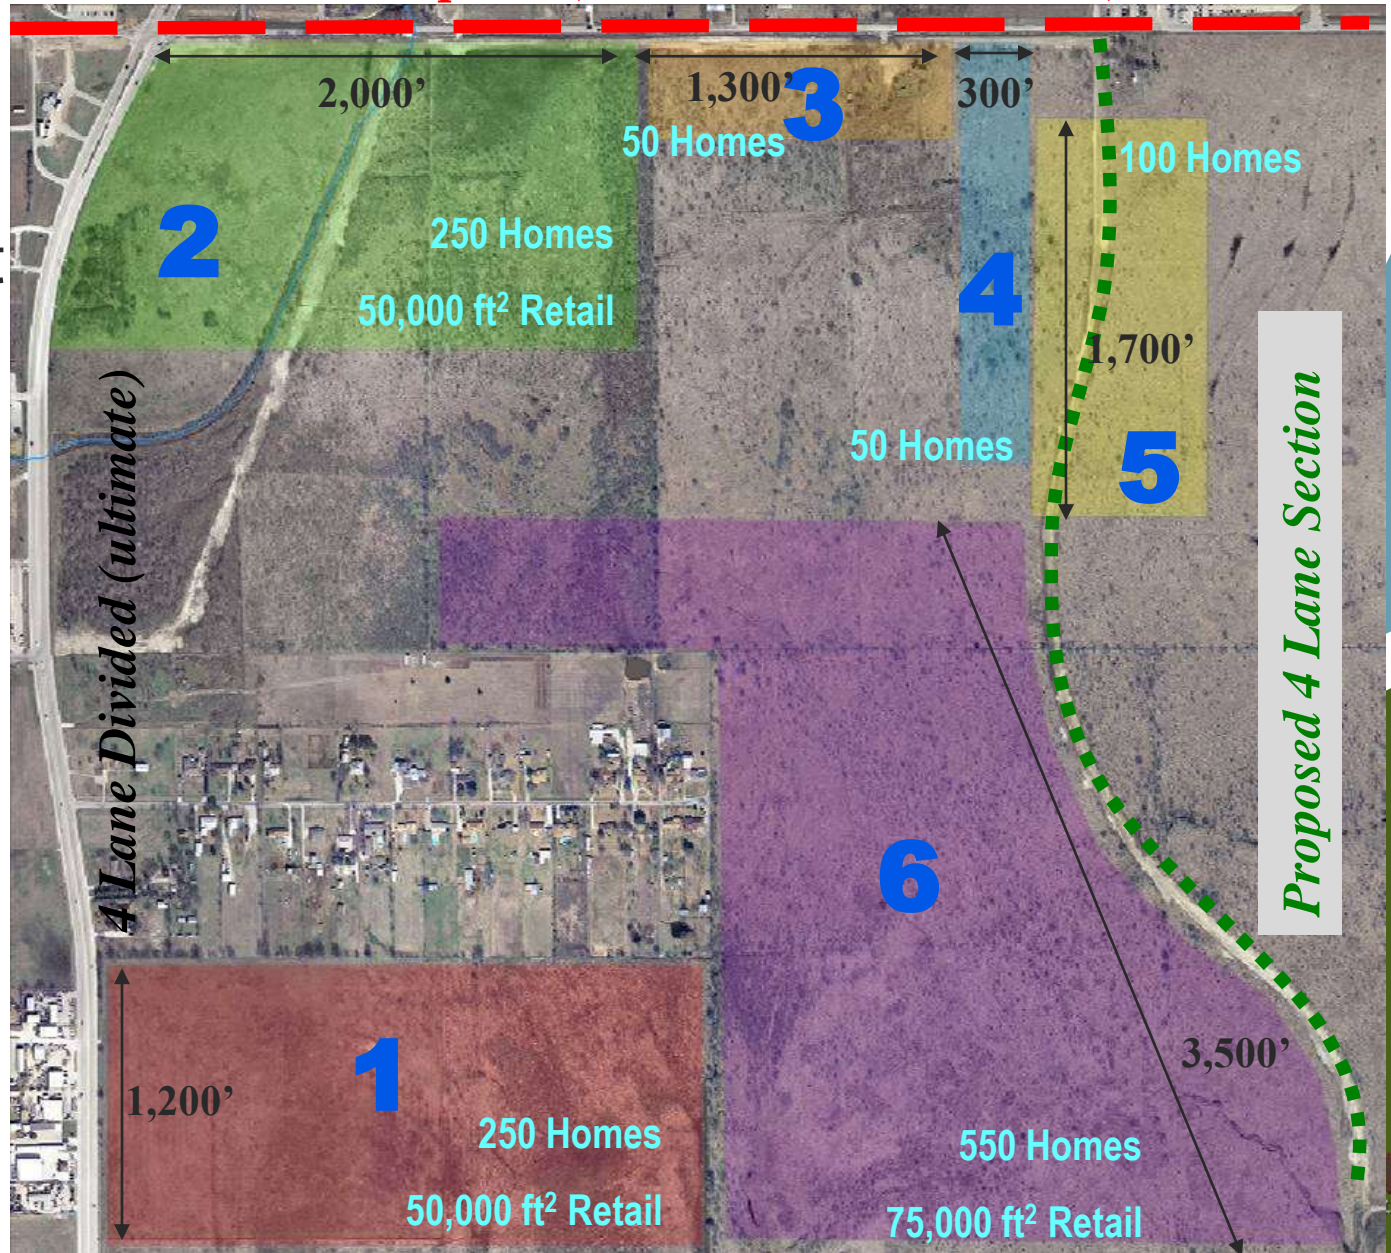 2,000’
1,300’
300’
3
50 Homes
100 Homes
2
250 Homes
50,000 ft² Retail
4
1,700’
50 Homes
5
4 Lane Divided (ultimate)
Proposed 4 Lane Section
6
3,500’
1
1,200’
250 Homes
50,000 ft² Retail
550 Homes
75,000 ft² Retail